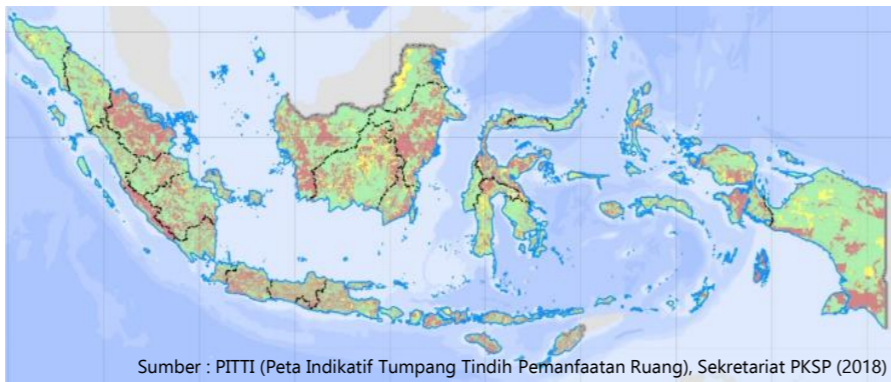 Sumber : PITTI (Peta Indikatif Tumpang Tindih Pemanfaatan Ruang), Sekretariat PKSP (2018)